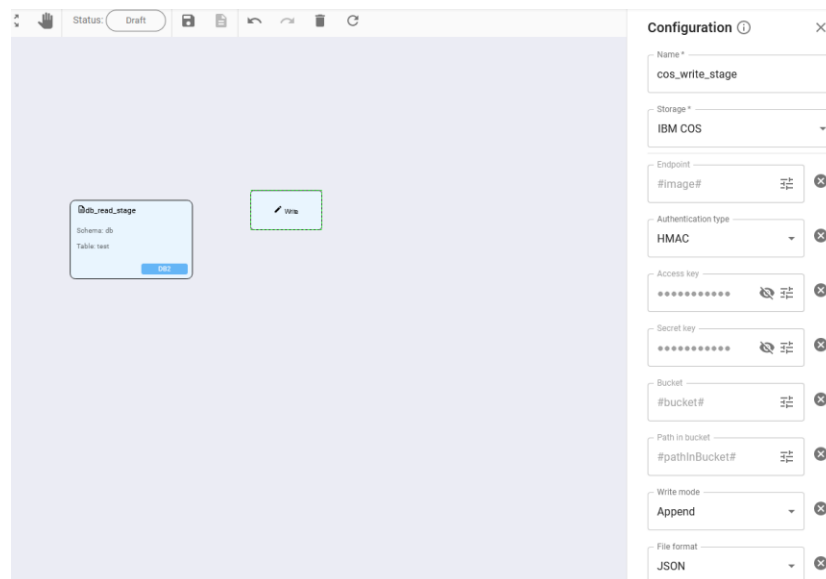 Status: Draft
Configuration
Name *
cos_write_stage
Storage *
IBM COS
Endpoint
#image#
Authentication type
HMAC
Access key
Secret key
Bucket
#bucket#
Path in bucket
#pathInBucket#
Write mode
Append
File format
JSON
db_read_stage
Schema: db
Table: test
DB2
Write